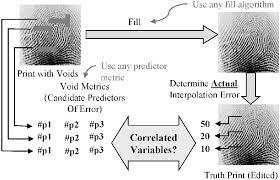 Use any fill algorithm
Fill
Print with Voids
Use any predictor
metric
Void Metrics
(Candidate Predictors
Of Error)
Determine Actual
Interpolation Error
#p1 #p2 #p3
#p1 #p2 #p3
#p1 #p2 #p3
Correlated
Variables?
50
20
10
Truth Print (Edited)